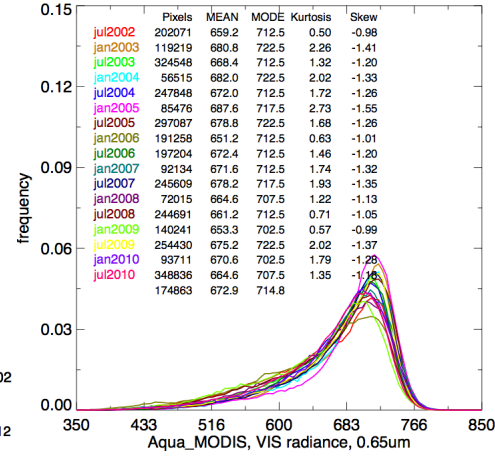 0.15
Pixels MEAN MODE Kurtosis Skew
jul2002 202071 659.2 712.5 0.50 -0.98
jan2003 119219 680.8 722.5 2.26 -1.41
jul2003 324548 668.4 712.5 1.32 -1.20
jan2004 56515 682.0 722.5 2.02 -1.33
0.12
jul2004 247848 672.0 712.5 1.72 -1.26
jan2005 85476 687.6 717.5 2.73 -1.55
jul2005 297087 678.8 722.5 1.68 -1.26
jan2006 191258 651.2 712.5 0.63 -1.01
jul2006 197204 672.4 712.5 1.46 -1.20
0.09
jan2007 92134 671.6 712.5 1.74 -1.32
jul2007 245609 678.2 717.5 1.93 -1.35
jan2008 72015 664.6 707.5 1.22 -1.13
jul2008 244691 661.2 712.5 0.71 -1.05
jan2009 140241 653.3 702.5 0.57 -0.99
jul2009 254430 675.2 722.5 2.02 -1.37
0.06
jan2010 93711 670.6 702.5 1.79 -1.28
jul2010 348836 664.6 707.5 1.35
174863 672.9 714.8
frequency
0.03
02
0.00
350 433 516 600 683 766 850
12
Aqua_MODIS, VIS radiance, 0.65um